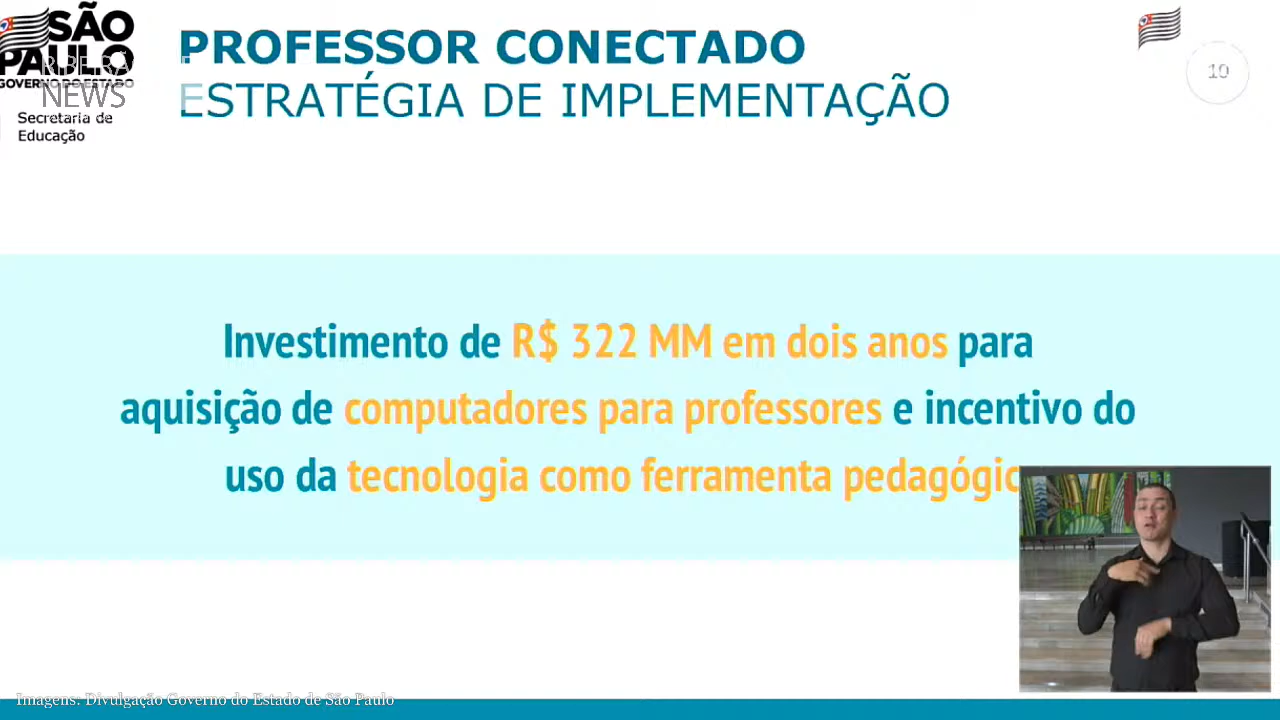 SÃO
PAULO
GOVERNO DO ESTADO
NEWS
Secretaria de
Educação
PROFESSOR CONECTADO
ESTRATÉGIA DE IMPLEMENTAÇÃO
10
Investimento de R$ 322 MM em dois anos para
aquisição de computadores para professores e incentivo do
uso da tecnologia como ferramenta pedagógic
Imagens: Divulgação Governo do Estado de São Paulo